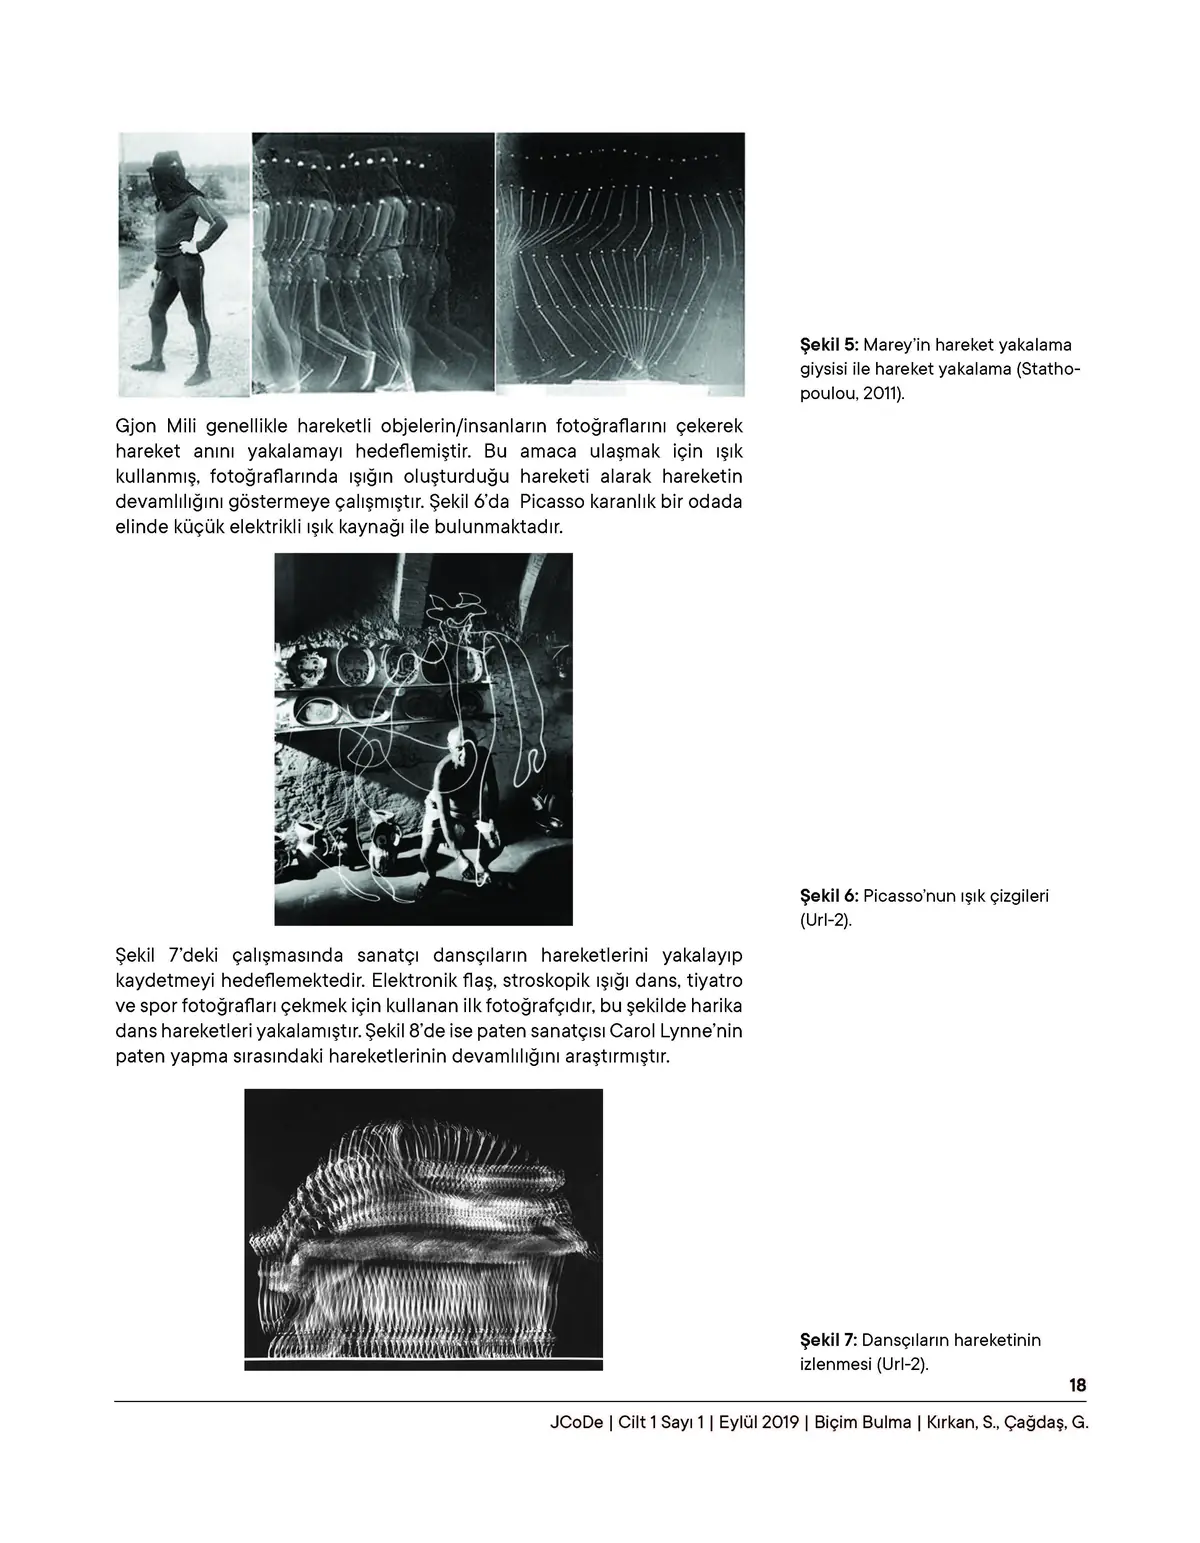 Şekil 5: Marey’in hareket yakalama
giysisi ile hareket yakalama (Statho-
poulou, 2011).
Gjon Mili genellikle hareketli objelerin/insanların fotoğraflarını çekerek
hareket anını yakalamayı hedeflemiştir. Bu amaca ulaşmak için ışık
kullanmış, fotoğraflarında ışığın oluşturduğu hareketi alarak hareketin
devamlılığını göstermeye çalışmıştır. Şekil 6’da Picasso karanlık bir odada
elinde küçük elektrikli ışık kaynağı ile bulunmaktadır.
Şekil 6: Picasso’nun ışık çizgileri
(Url-2).
Şekil 7’deki çalışmasında sanatçı dansçıların hareketlerini yakalayıp
kaydetmeyi hedeflemektedir. Elektronik flaş, stroskopik ışığı dans, tiyatro
ve spor fotoğrafları çekmek için kullanan ilk fotoğrafçıdır, bu şekilde harika
dans hareketleri yakalamıştır. Şekil 8’de ise paten sanatçısı Carol Lynne’nin
paten yapma sırasındaki hareketlerinin devamlılığını araştırmıştır.
Şekil 7: Dansçıların hareketinin
izlenmesi (Url-2).
18
JCoDe | Cilt 1 Sayı 1 | Eylül 2019 | Biçim Bulma | Kırkan, S., Çağdaş, G.